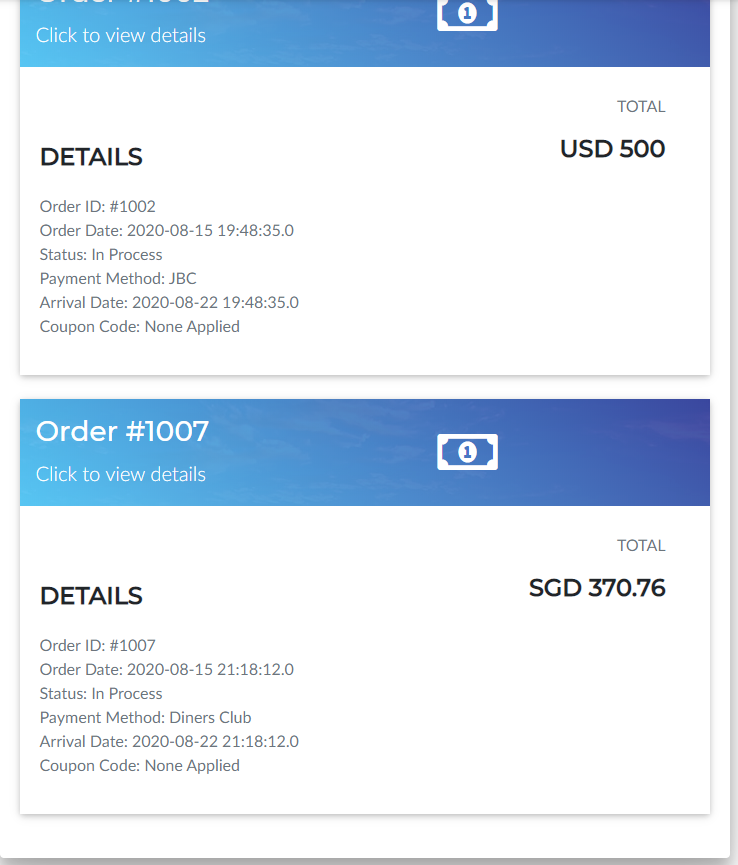 Click to view details
TOTAL
DETAILS
USD 500
Order ID: #1002
Order Date: 2020-08-15 19:48:35.0
Status: In Process
Payment Method: JBC
Arrival Date: 2020-08-22 19:48:35.0
Coupon Code: None Applied
Order #1007
1
Click to view details
TOTAL
DETAILS
SGD 370.76
Order ID: #1007
Order Date: 2020-08-15 21:18:12.0
Status: In Process
Payment Method: Diners Club
Arrival Date: 2020-08-22 21:18:12.0
Coupon Code: None Applied